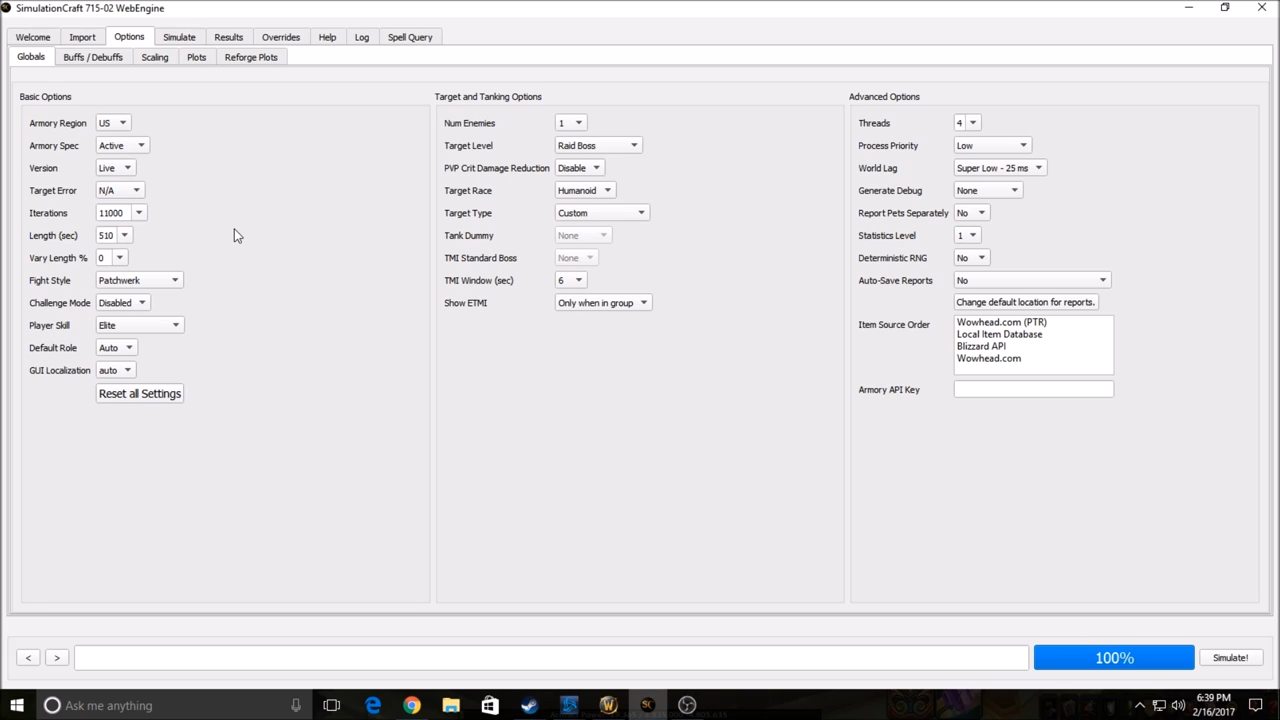 SimulationCraft 715-02 WebEngine
Welcome Import Options Simulate Results Overrides Help Log Spell Query
Globals Buffs / Debuffs Scaling Plots Reforge Plots
Basic Options
Armory Region US
Armory Spec Active
Version Live
Target Error N/A
Iterations 11000
Length (sec) 510
Vary Length % 0
Fight Style Patchwerk
Challenge Mode Disabled
Player Skill Elite
Default Role Auto
GUI Localization auto
Reset all Settings
Target and Tanking Options
Num Enemies 1
Target Level Raid Boss
PVP Crit Damage Reduction Disable
Target Race Humanoid
Target Type Custom
Tank Dummy None
TMI Standard Boss None
TMI Window (sec) 6
Show ETMI Only when in group
Advanced Options
Threads 4
Process Priority Low
World Lag Super Low - 25 ms
Generate Debug None
Report Pets Separately No
Statistics Level 1
Deterministic RNG No
Auto-Save Reports No
Change default location for reports.
Item Source Order Wowhead.com (PTR)
Local Item Database
Blizzard API
Wowhead.com
Armory API Key
< > 100% Simulate!
Ask me anything
6:39 PM
2/16/2017